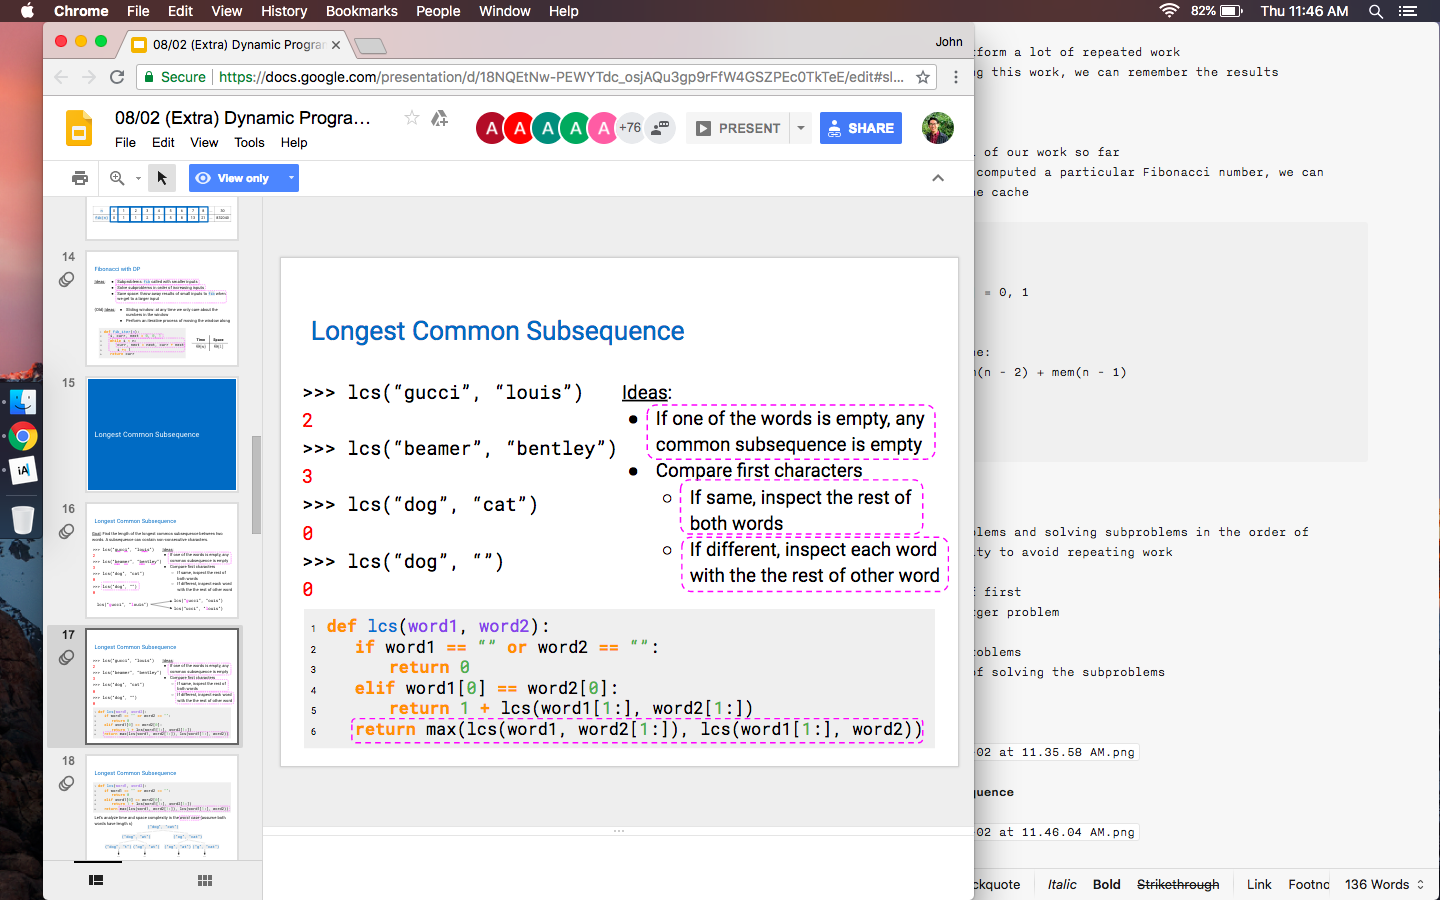 Chrome File Edit View History Bookmarks People Window Help 82% Thu 11:46 AM
08/02 (Extra) Dynamic Progra
John
Secure https://docs.google.com/presentation/d/18NQEtNw-PEWYTdc_osjAQu3gp9rFfW4GSZPEc0TkTeE/edit#sl...
08/02 (Extra) Dynamic Progra...
File Edit View Tools Help
A A A A A +76
PRESENT
SHARE
View only
14
Fibonacci with DP
15
Longest Common Subsequence
16
Longest Common Subsequence
17
Longest Common Subsequence
18
Longest Common Subsequence
Longest Common Subsequence
>>> lcs(“gucci”, “louis”)
2
>>> lcs(“beamer”, “bentley”)
3
>>> lcs(“dog”, “cat”)
0
>>> lcs(“dog”, “”)
0
Ideas:
● If one of the words is empty, any
common subsequence is empty
● Compare first characters
○ If same, inspect the rest of
both words
○ If different, inspect each word
with the the rest of other word
1 def lcs(word1, word2):
2 if word1 == “” or word2 == “”:
3 return 0
4 elif word1[0] == word2[0]:
5 return 1 + lcs(word1[1:], word2[1:])
6 return max(lcs(word1, word2[1:]), lcs(word1[1:], word2))
form a lot of repeated work
g this work, we can remember the results
of our work so far
computed a particular Fibonacci number, we can
e cache
= 0, 1
e:
(n - 2) + mem(n - 1)
lems and solving subproblems in the order of
ty to avoid repeating work
first
ger problem
oblems
f solving the subproblems
02 at 11.35.58 AM.png
uence
02 at 11.46.04 AM.png
ckquote Italic Bold Strikethrough Link Footno 136 Words